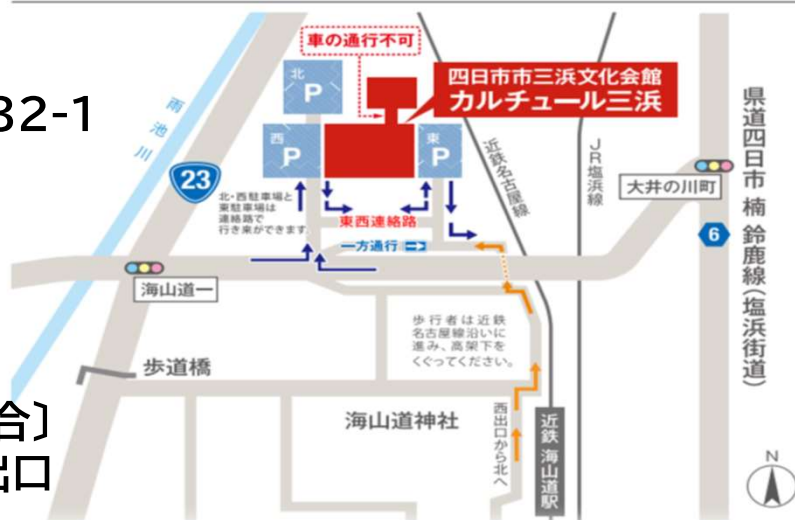 車の通行不可
四日市市三浜文化会館
カルチュール三浜
32-1
北
P
西
P
東
P
雨池川
23
北・西駐車場と
東駐車場は
連絡路で
行き来ができます
東西連絡路
一方通行
近鉄名古屋線
JR塩浜線
大井の川町
6
県道四日市 楠 鈴鹿線(塩浜街道)
海山道一
歩行者は近鉄
名古屋線沿いに
進み、高架下を
くぐってください。
歩道橋
海山道神社
西出口から北へ
近鉄 海山道駅
合〕
出口
N